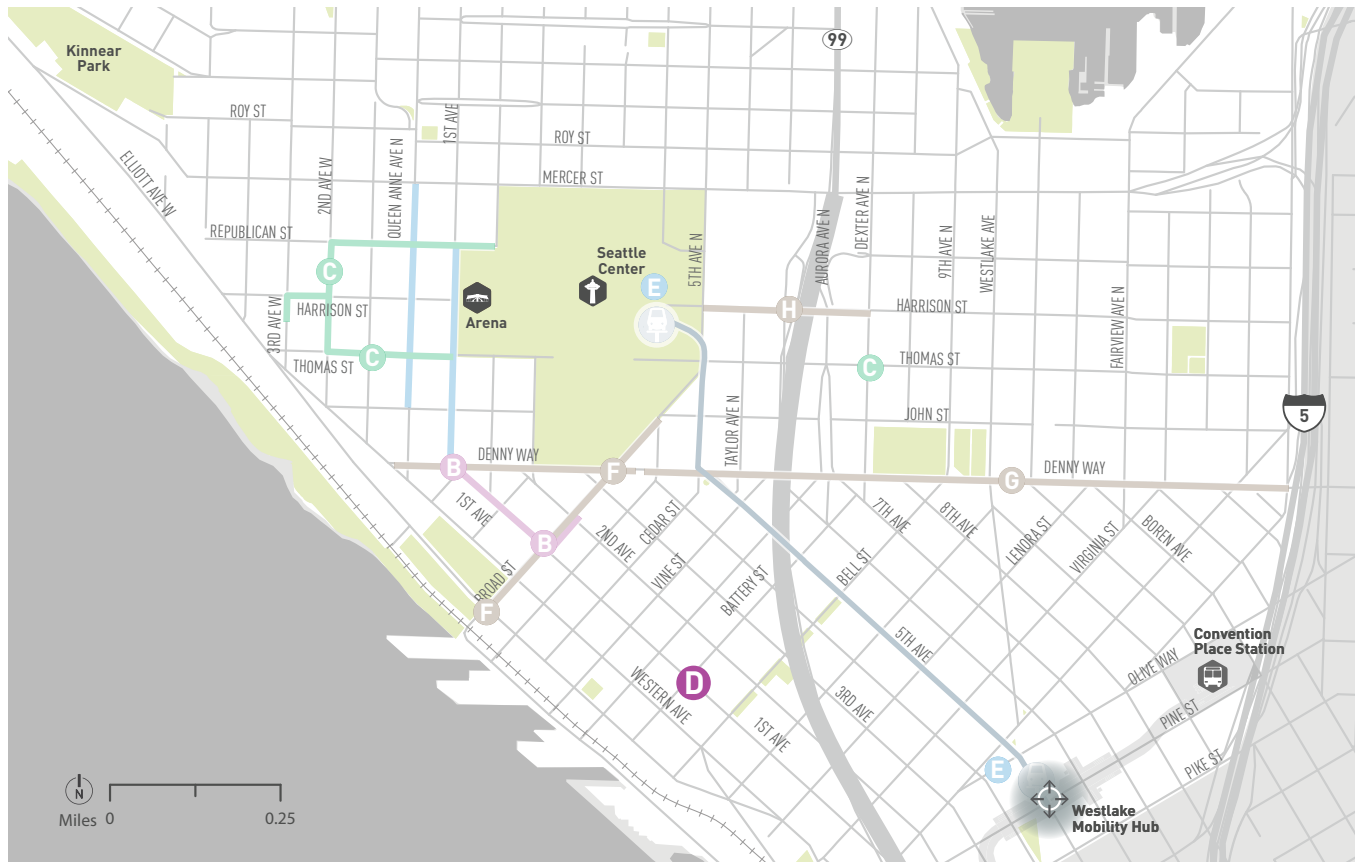 Kinnear
Park
99
ROY ST
1ST AVE
ROY ST
ELLIOTT AVE W
2ND AVE W
QUEEN ANNE AVE N
MERCER ST
REPUBLICAN ST
AURORA AVE N
DEXTER AVE N
9TH AVE N
WESTLAKE AVE
5TH AVE N
Seattle
Center
C
E
H
3RD AVE W
HARRISON ST
Arena
HARRISON ST
FAIRVIEW AVE N
THOMAS ST
C
C
THOMAS ST
5
TAYLOR AVE N
JOHN ST
B
DENNY WAY
F
G
DENNY WAY
1ST AVE
B
2ND AVE
CEDAR ST
7TH AVE
8TH AVE
LENORA ST
VIRGINIA ST
BOREN AVE
BROAD ST
F
VINE ST
BATTERY ST
BELL ST
5TH AVE
Convention
Place Station
OLIVE WAY
D
WESTERN AVE
3RD AVE
1ST AVE
PINE ST
PIKE ST
E
N
Miles 0 0.25
Westlake
Mobility Hub